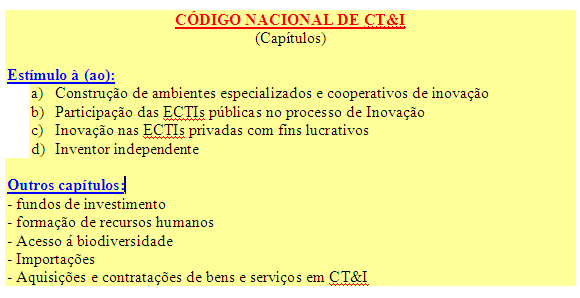 CÓDIGO NACIONAL DE CT&I
(Capítulos)
Estímulo à (ao):
a) Construção de ambientes especializados e cooperativos de inovação
b) Participação das ECTIs públicas no processo de Inovação
c) Inovação nas ECTIs privadas com fins lucrativos
d) Inventor independente
Outros capítulos:
- fundos de investimento
- formação de recursos humanos
- Acesso á biodiversidade
- Importações
- Aquisições e contratações de bens e serviços em CT&I